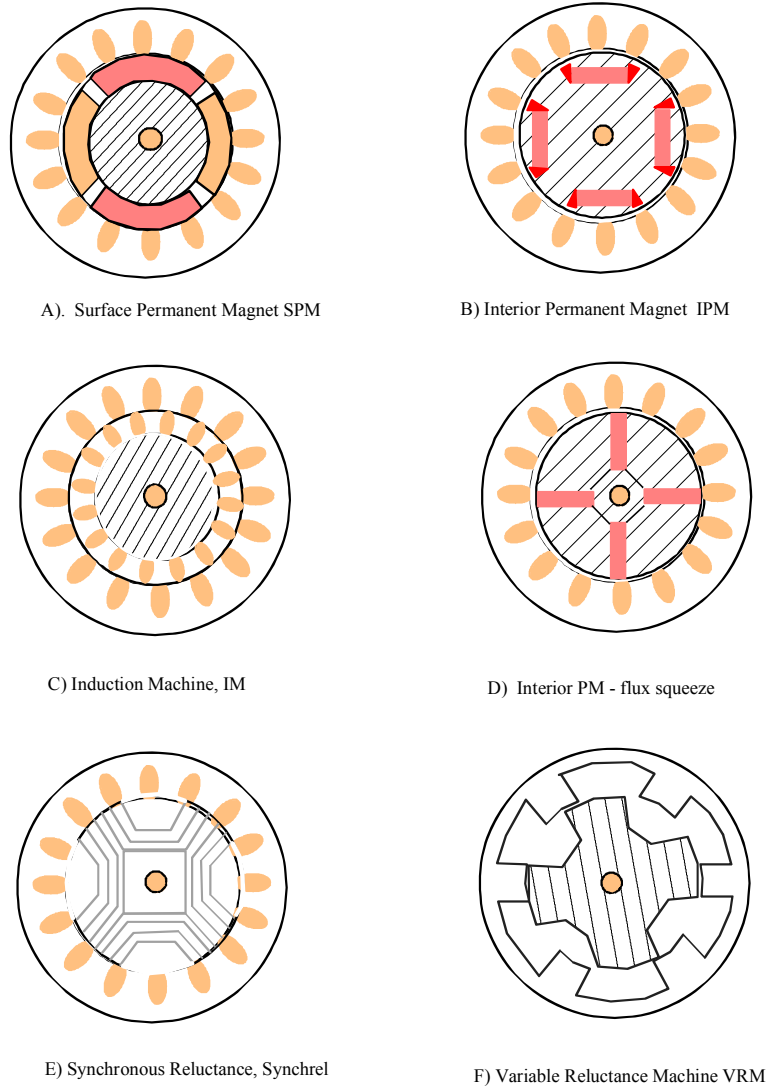 A). Surface Permanent Magnet SPM
B) Interior Permanent Magnet IPM
C) Induction Machine, IM
D) Interior PM - flux squeeze
E) Synchronous Reluctance, Synchrel
F) Variable Reluctance Machine VRM